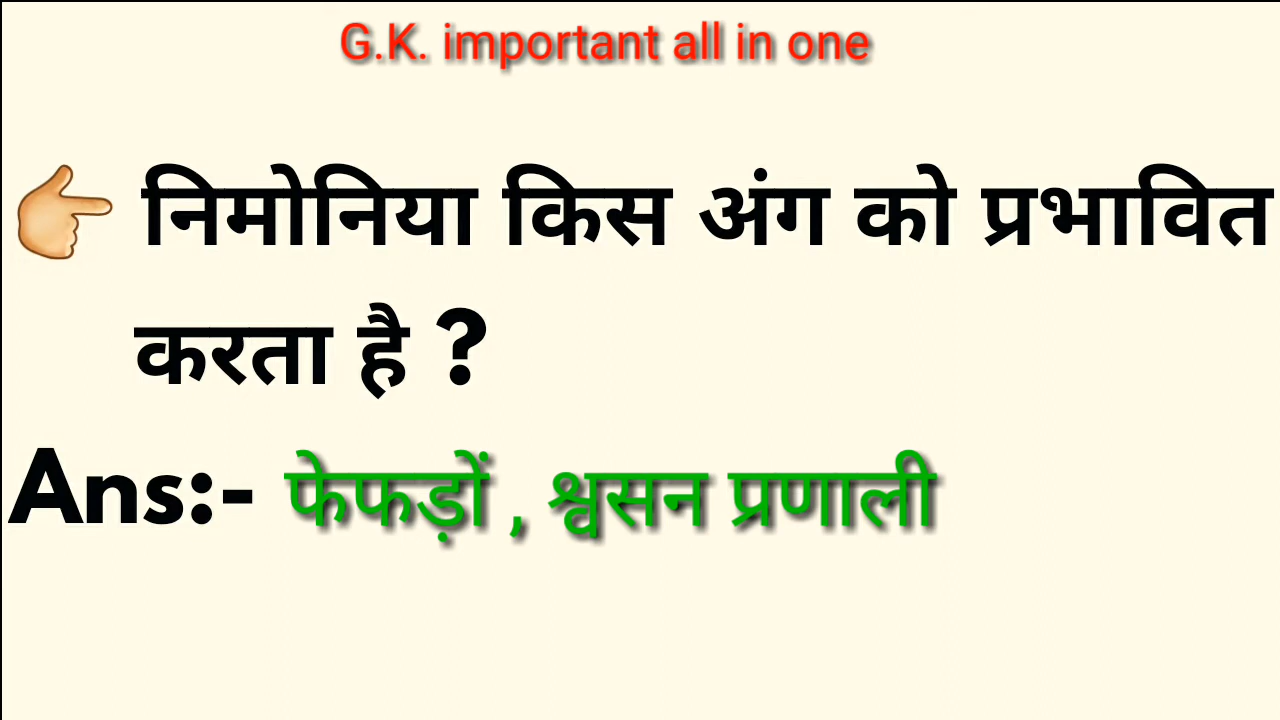 G.K. important all in one
👉 निमोनिया किस अंग को प्रभावित
करता है ?
Ans:- फेफड़ों , श्वसन प्रणाली